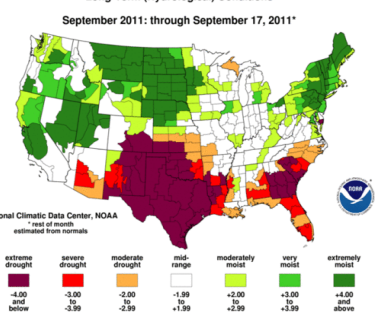 September 2011: through September 17, 2011*
onal Climatic Data Center, NOAA
* rest of month
estimated from normals
NOAA
extreme drought
severe drought
moderate drought
mid-range
moderately moist
very moist
extremely moist
-4.00 and below
-3.00 to -3.99
-2.00 to -2.99
-1.99 to +1.99
+2.00 to +2.99
+3.00 to +3.99
+4.00 and above